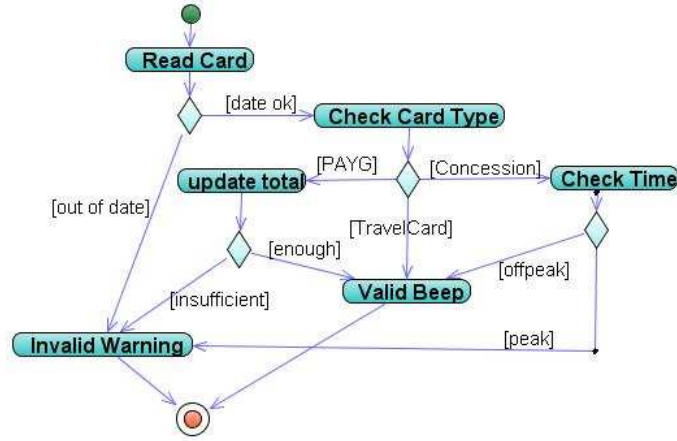 Read Card
[date ok]
Check Card Type
[PAYG]
[Concession]
update total
Check Time
[out of date]
[TravelCard]
[enough]
[offpeak]
[insufficient]
Valid Beep
[peak]
Invalid Warning